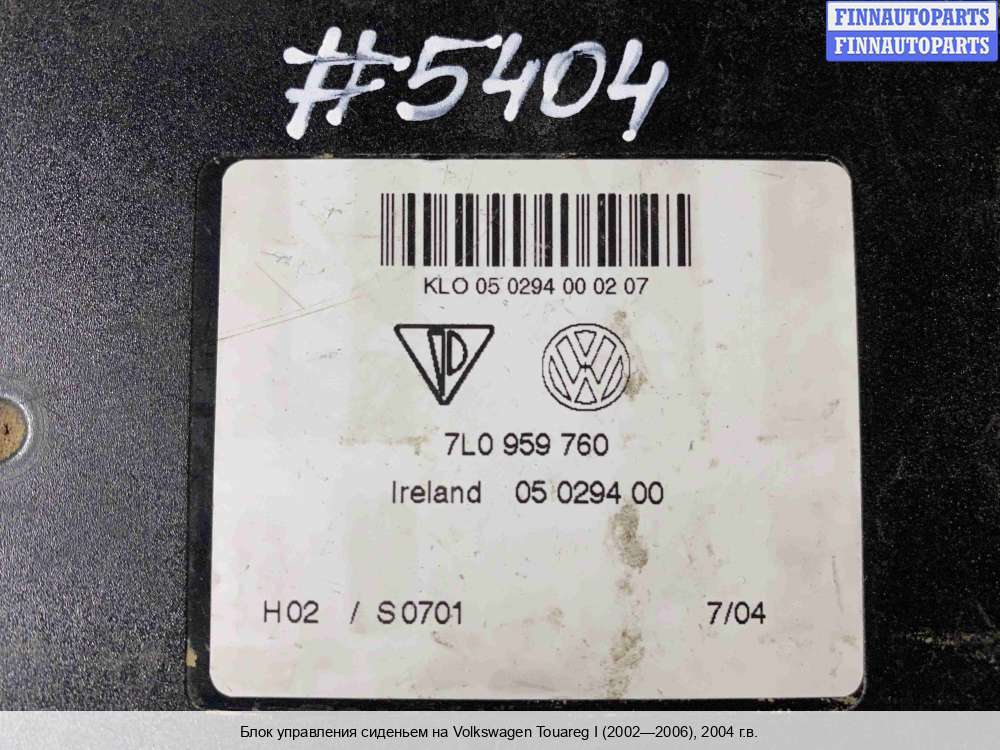 FINNAUTOPARTS
FINNAUTOPARTS
#5404
KLO 05 0294 00 02 07
7L0 959 760
Ireland 05 0294 00
H02 / S0701 7/04
Блок управления сиденьем на Volkswagen Touareg I (2002—2006), 2004 г.в.